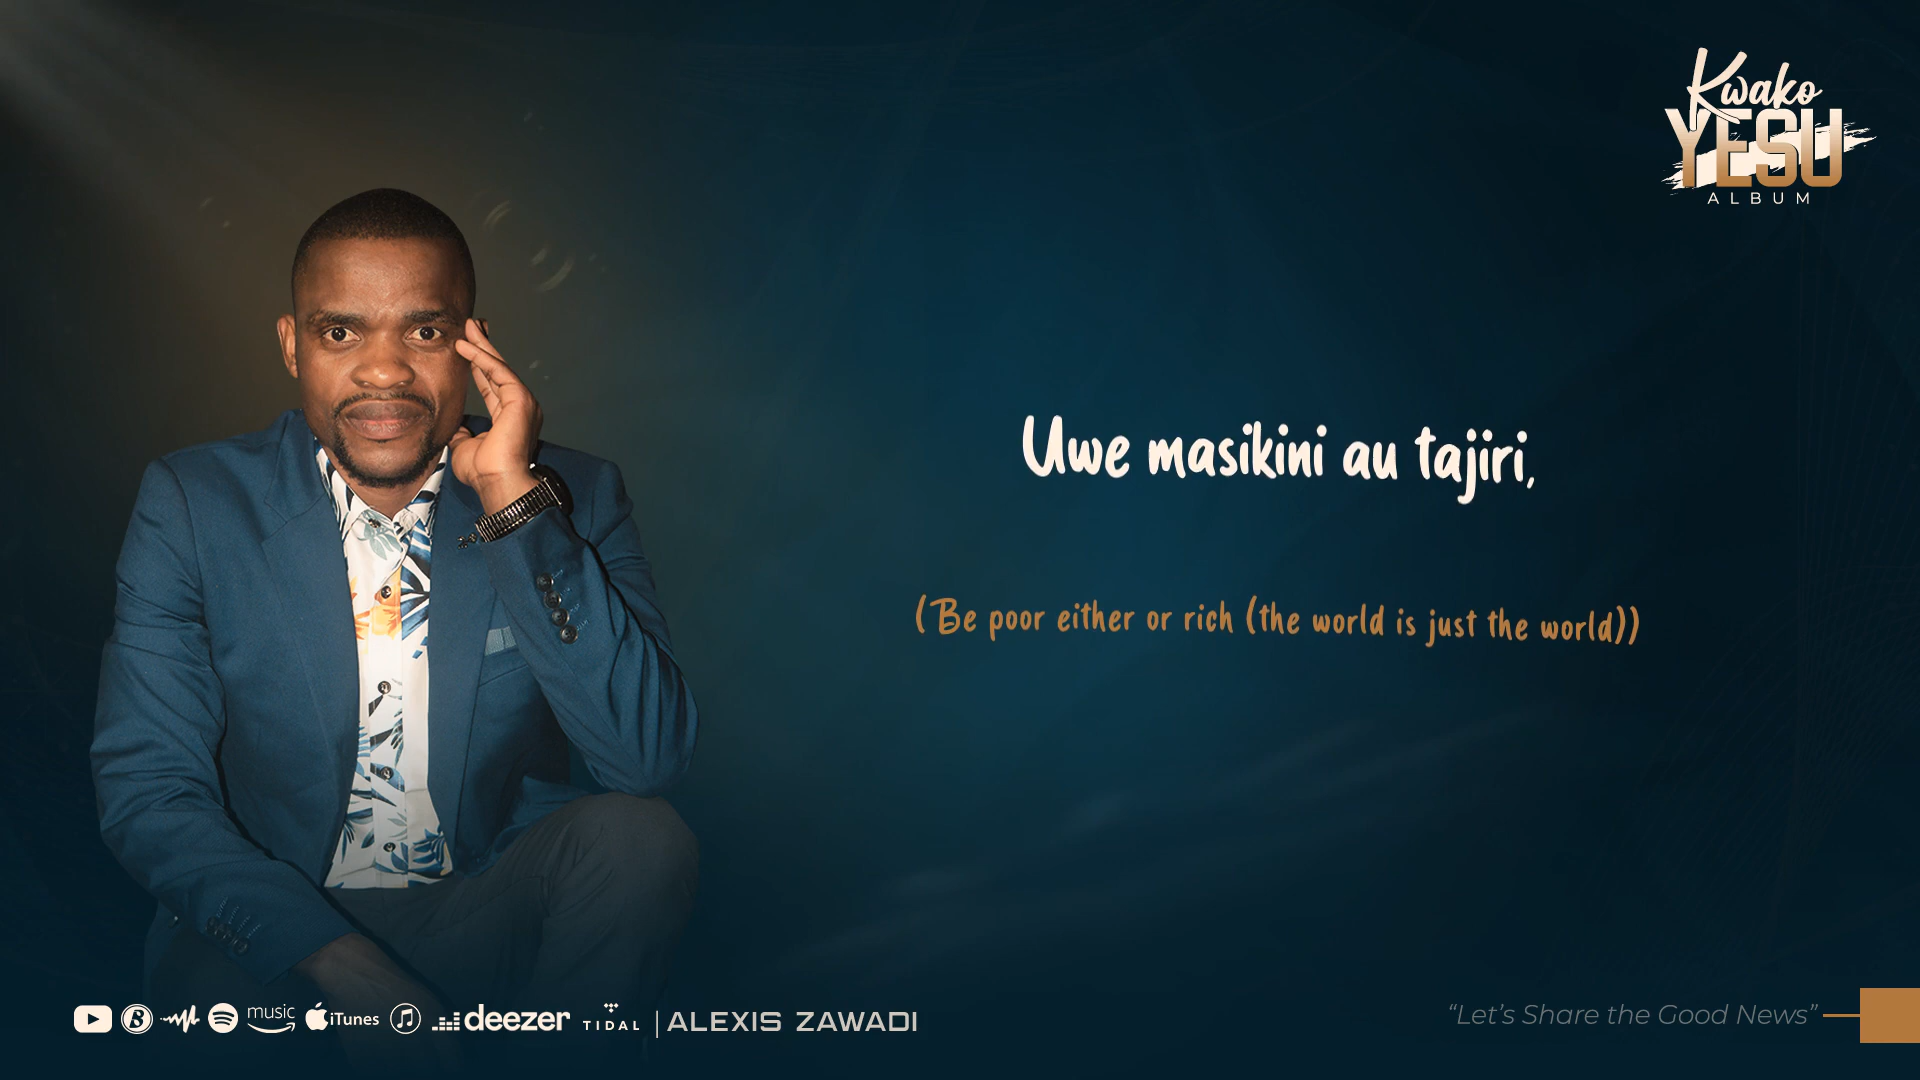 Kwako
YESU
ALBUM
Uwe masikini au tajiri,
(Be poor either or rich (the world is just the world))
B music iTunes deezer TIDAL | ALEXIS ZAWADI
“Let’s Share the Good News”